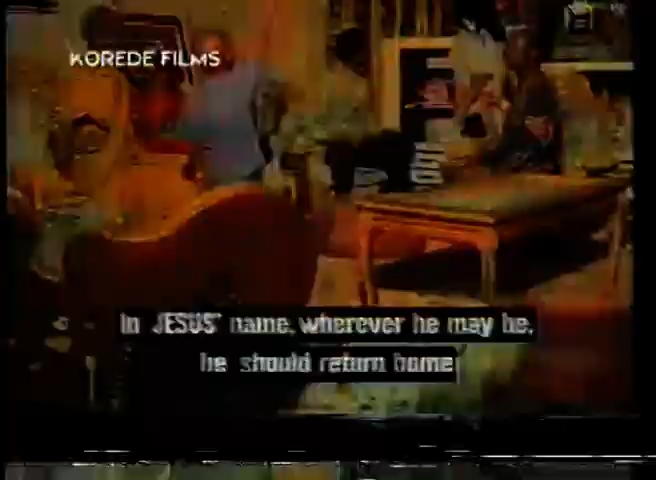 KOREDE FILMS
In JESUS' name, wherever he may be,
he should return home